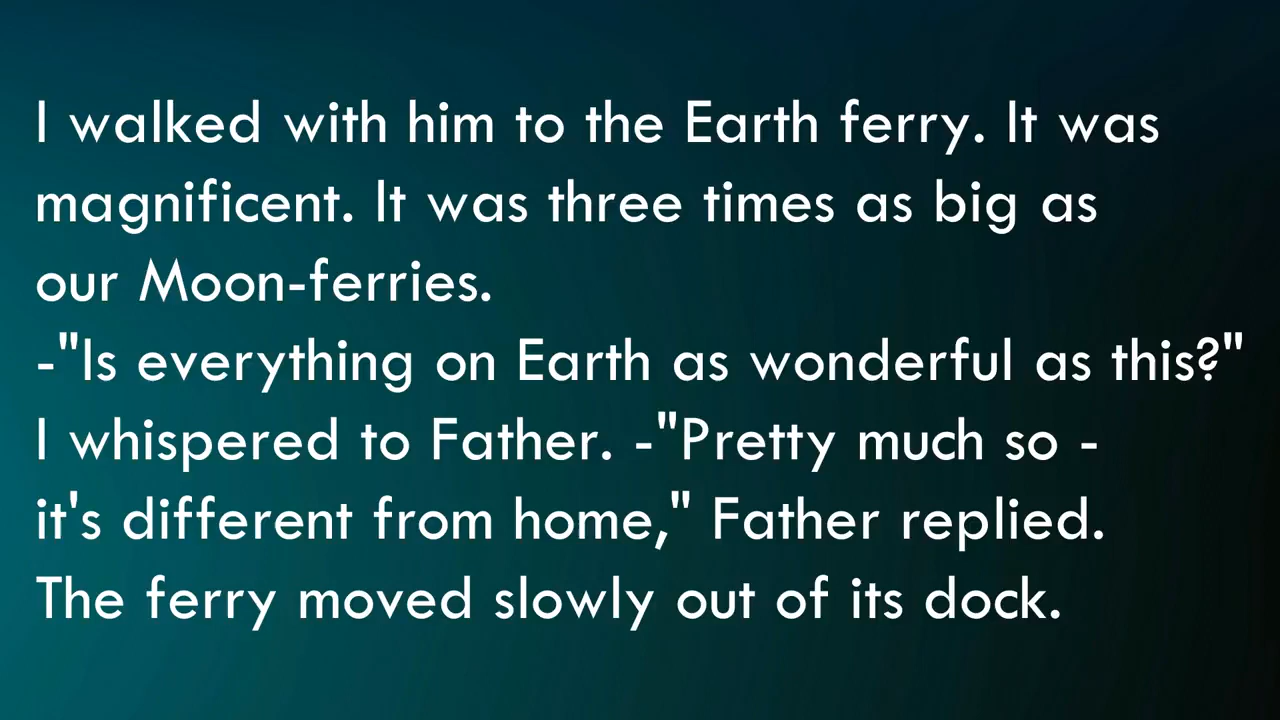 I walked with him to the Earth ferry. It was
magnificent. It was three times as big as
our Moon-ferries.
-"Is everything on Earth as wonderful as this?"
I whispered to Father. -"Pretty much so -
it's different from home," Father replied.
The ferry moved slowly out of its dock.